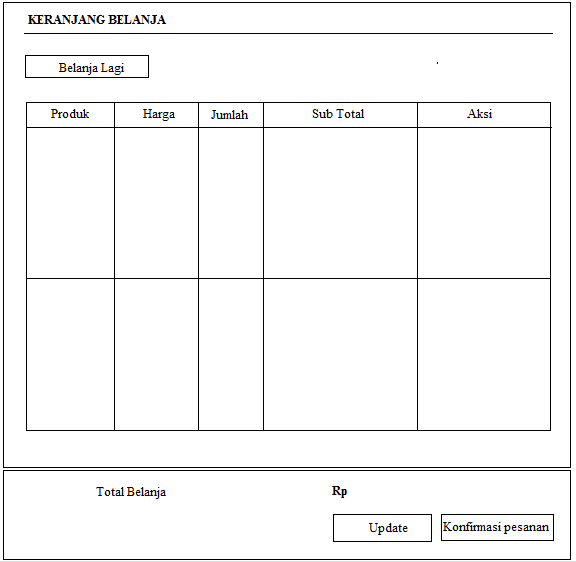 KERANJANG BELANJA
Belanja Lagi
Produk Harga Jumlah Sub Total Aksi
Total Belanja Rp
Update Konfirmasi pesanan